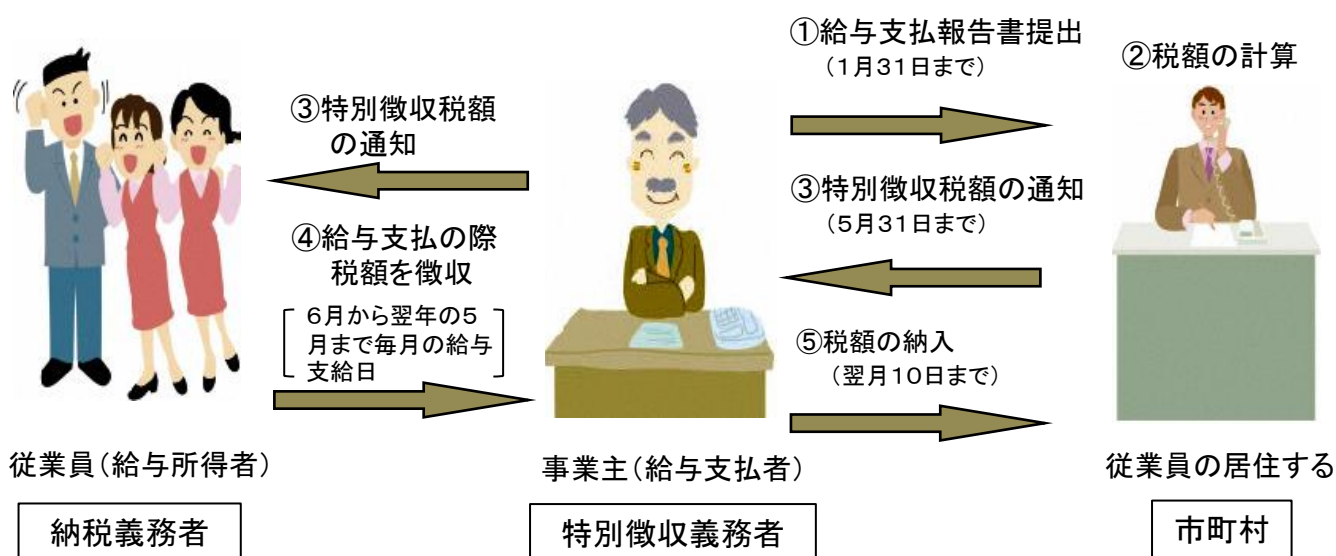 ①給与支払報告書提出
（１月３１日まで）
②税額の計算
③特別徴収税額
の通知
③特別徴収税額の通知
（５月３１日まで）
④給与支払の際
税額を徴収
６月から翌年の５
月まで毎月の給与
支給日
⑤税額の納入
（翌月１０日まで）
従業員（給与所得者）
事業主（給与支払者）
従業員の居住する
納税義務者
特別徴収義務者
市町村